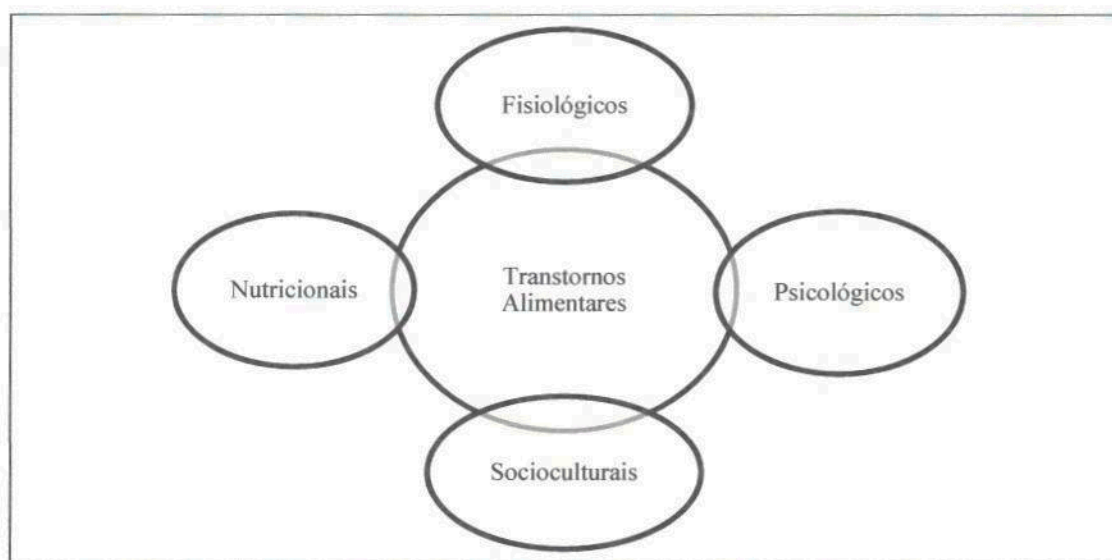 Fisiológicos
Nutricionais
Transtornos
Alimentares
Psicológicos
Socioculturais